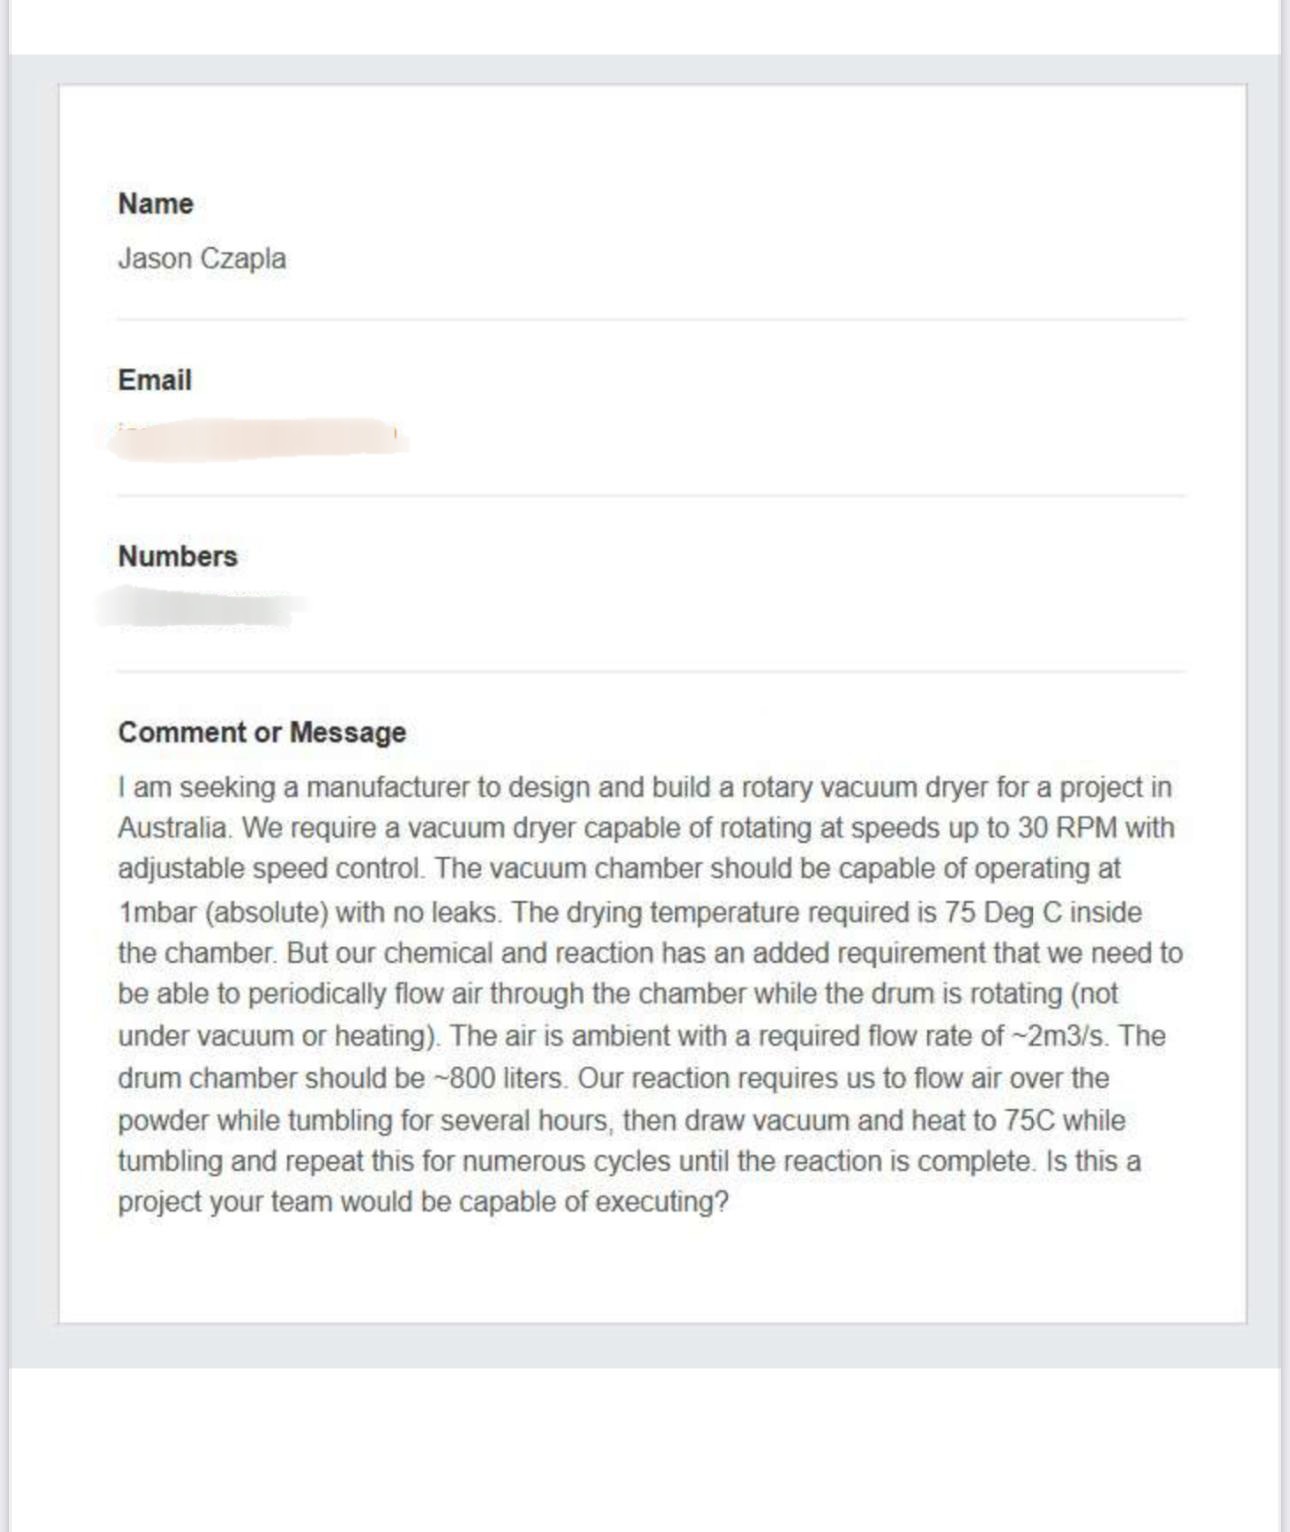 Name
Jason Czapla
Email
Numbers
Comment or Message
I am seeking a manufacturer to design and build a rotary vacuum dryer for a project in
Australia. We require a vacuum dryer capable of rotating at speeds up to 30 RPM with
adjustable speed control. The vacuum chamber should be capable of operating at
1mbar (absolute) with no leaks. The drying temperature required is 75 Deg C inside
the chamber. But our chemical and reaction has an added requirement that we need to
be able to periodically flow air through the chamber while the drum is rotating (not
under vacuum or heating). The air is ambient with a required flow rate of ~2m3/s. The
drum chamber should be ~800 liters. Our reaction requires us to flow air over the
powder while tumbling for several hours, then draw vacuum and heat to 75C while
tumbling and repeat this for numerous cycles until the reaction is complete. Is this a
project your team would be capable of executing?